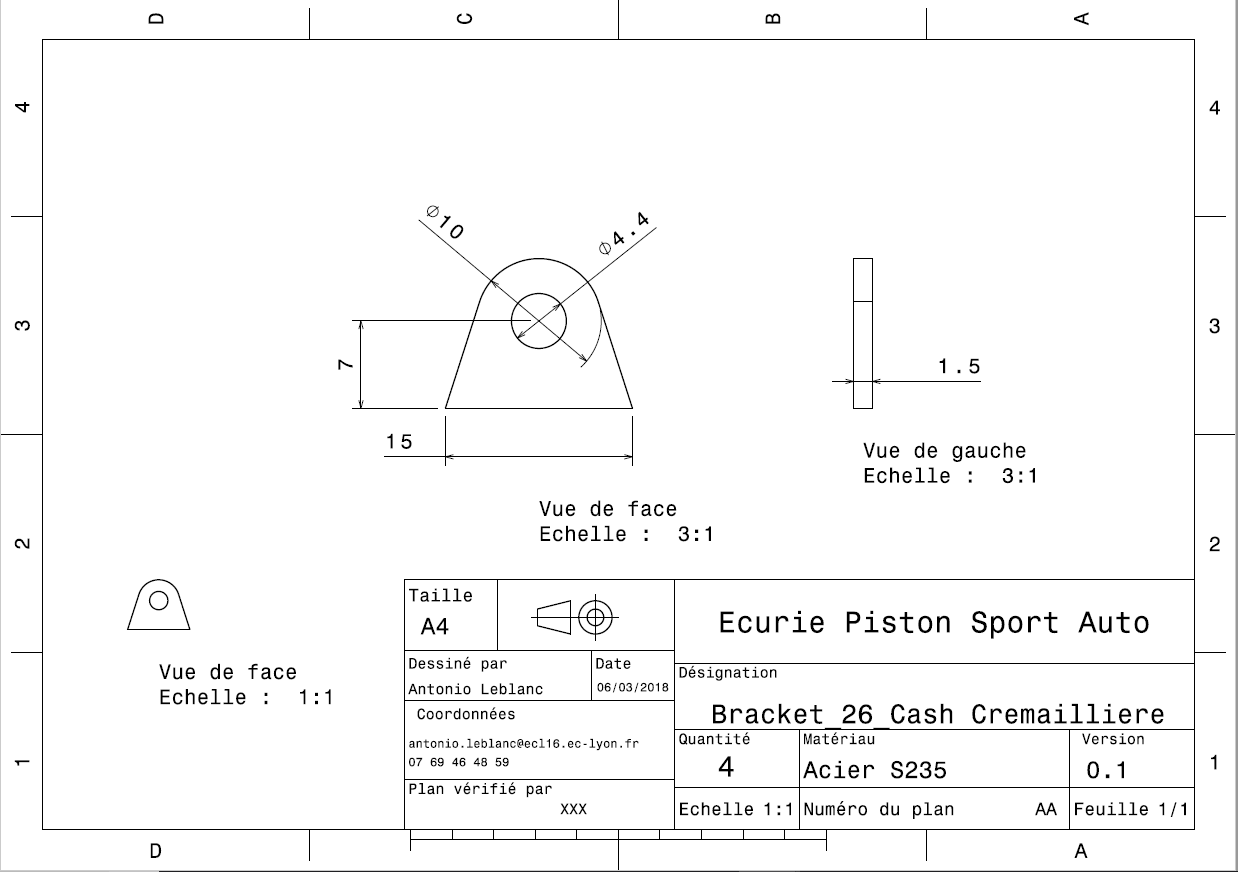 D C B A
4 4
⌀10
⌀4.4
3 3
7
1.5
15
Vue de gauche
Echelle : 3:1
Vue de face
Echelle : 3:1
2 2
Vue de face
Echelle : 1:1
Taille
A4
Ecurie Piston Sport Auto
Dessiné par
Antonio Leblanc
Date
06/03/2018
Désignation
Bracket_26_Cash Cremailliere
Coordonnées
antonio.leblanc@ecl16.ec-lyon.fr
07 69 46 48 59
Quantité
4
Matériau
Acier S235
Version
0.1
1 1
Plan vérifié par
XXX
Echelle 1:1
Numéro du plan AA
Feuille 1/1
D A